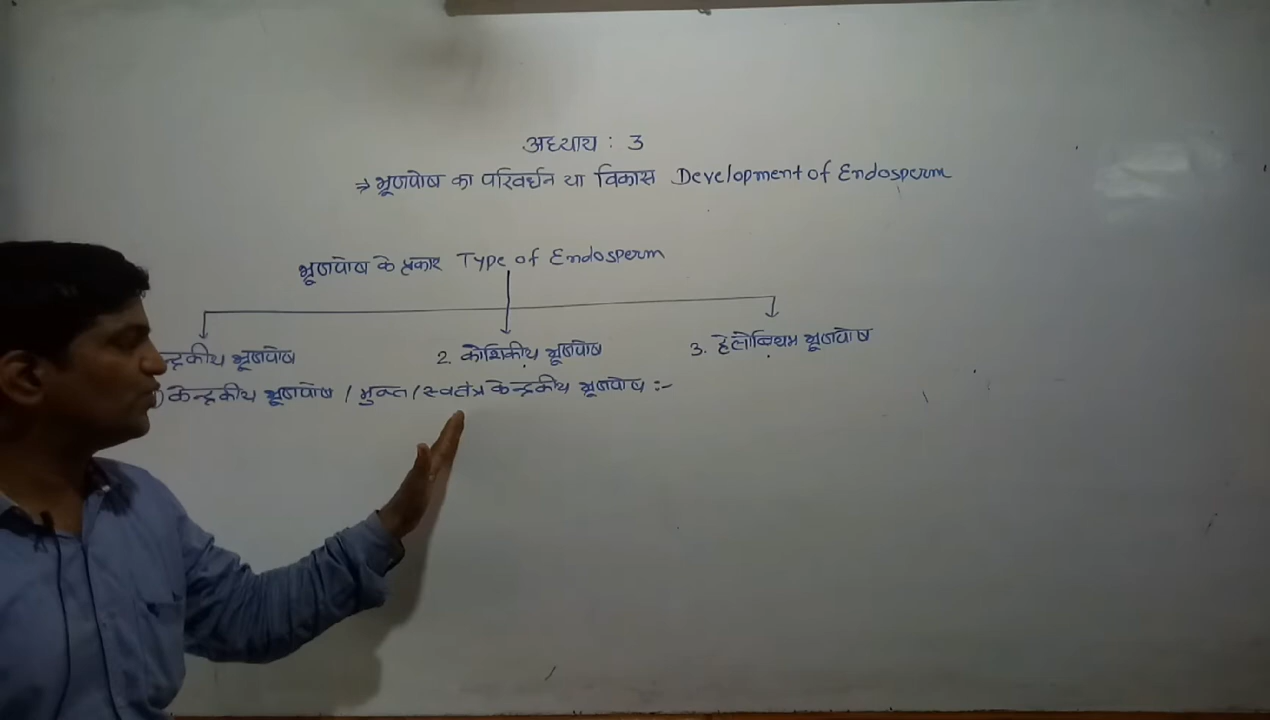 अध्याय : 3
⇒ भ्रूणपोष का परिवर्धन या विकास Development of Endosperm
भ्रूणपोष के प्रकार Type of Endosperm
न्द्रकीय भ्रूणपोष 2. कोशिकीय भ्रूणपोष 3. हेलोबियम भ्रूणपोष
) केन्द्रकीय भ्रूणपोष / मुक्त / स्वतंत्र केन्द्रकीय भ्रूणपोष :-